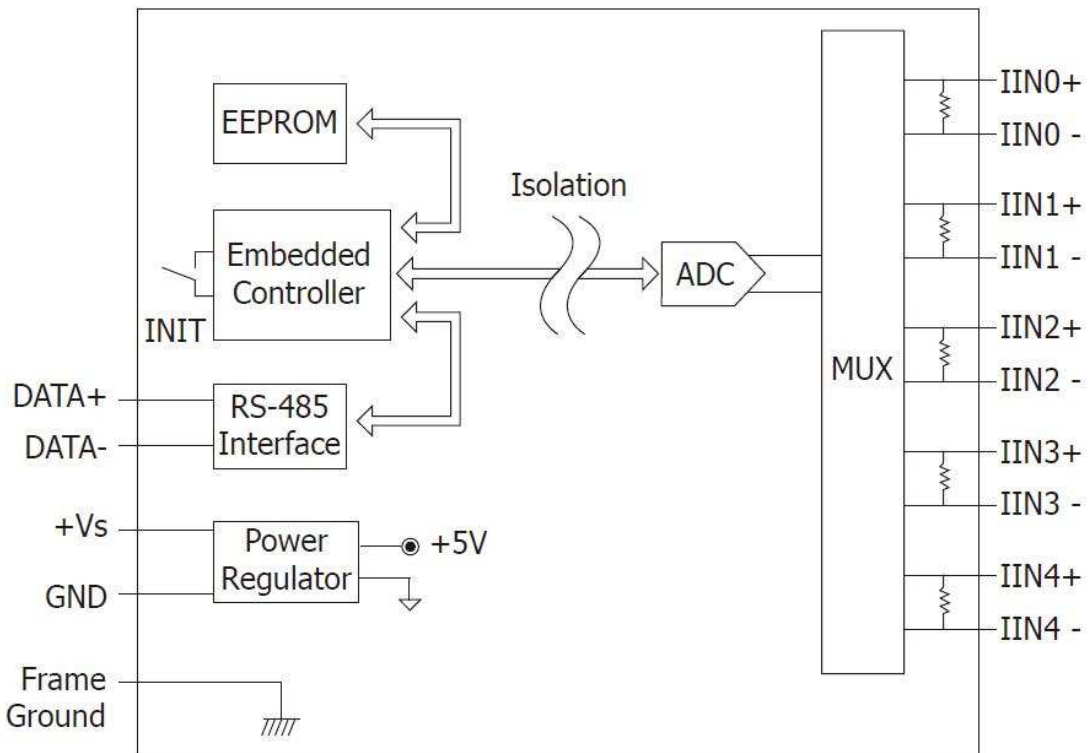 EEPROM
Isolation
Embedded
Controller
INIT
ADC
MUX
DATA+
DATA-
RS-485
Interface
+Vs
GND
Power
Regulator
+5V
Frame
Ground
IIN0+
IIN0 -
IIN1+
IIN1 -
IIN2+
IIN2 -
IIN3+
IIN3 -
IIN4+
IIN4 -